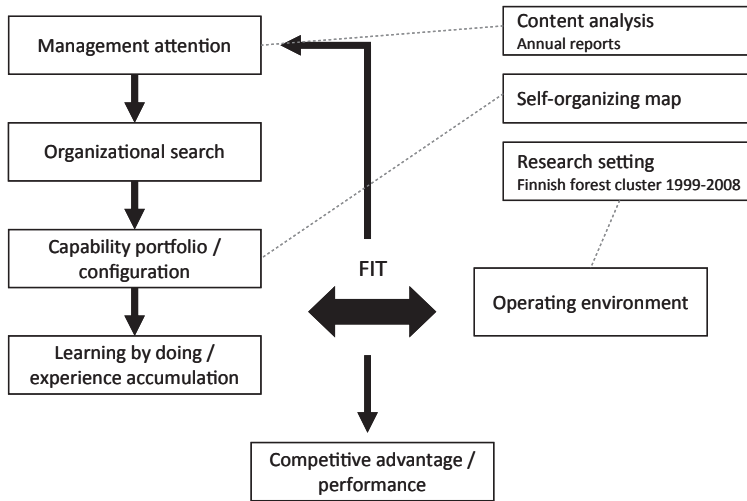 Management attention
Organizational search
Capability portfolio /
configuration
Learning by doing /
experience accumulation
FIT
Competitive advantage /
performance
Content analysis
Annual reports
Self-organizing map
Research setting
Finnish forest cluster 1999-2008
Operating environment